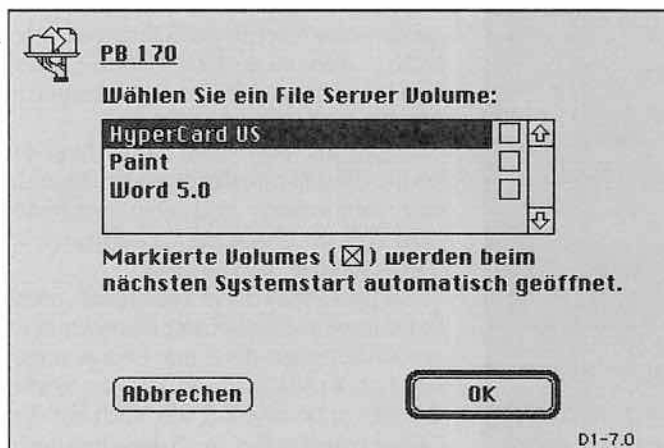 PB 170
Wählen Sie ein File Server Volume:
HyperCard US
Paint
Word 5.0
Markierte Volumes (☒) werden beim
nächsten Systemstart automatisch geöffnet.
Abbrechen
OK
D1-7.0